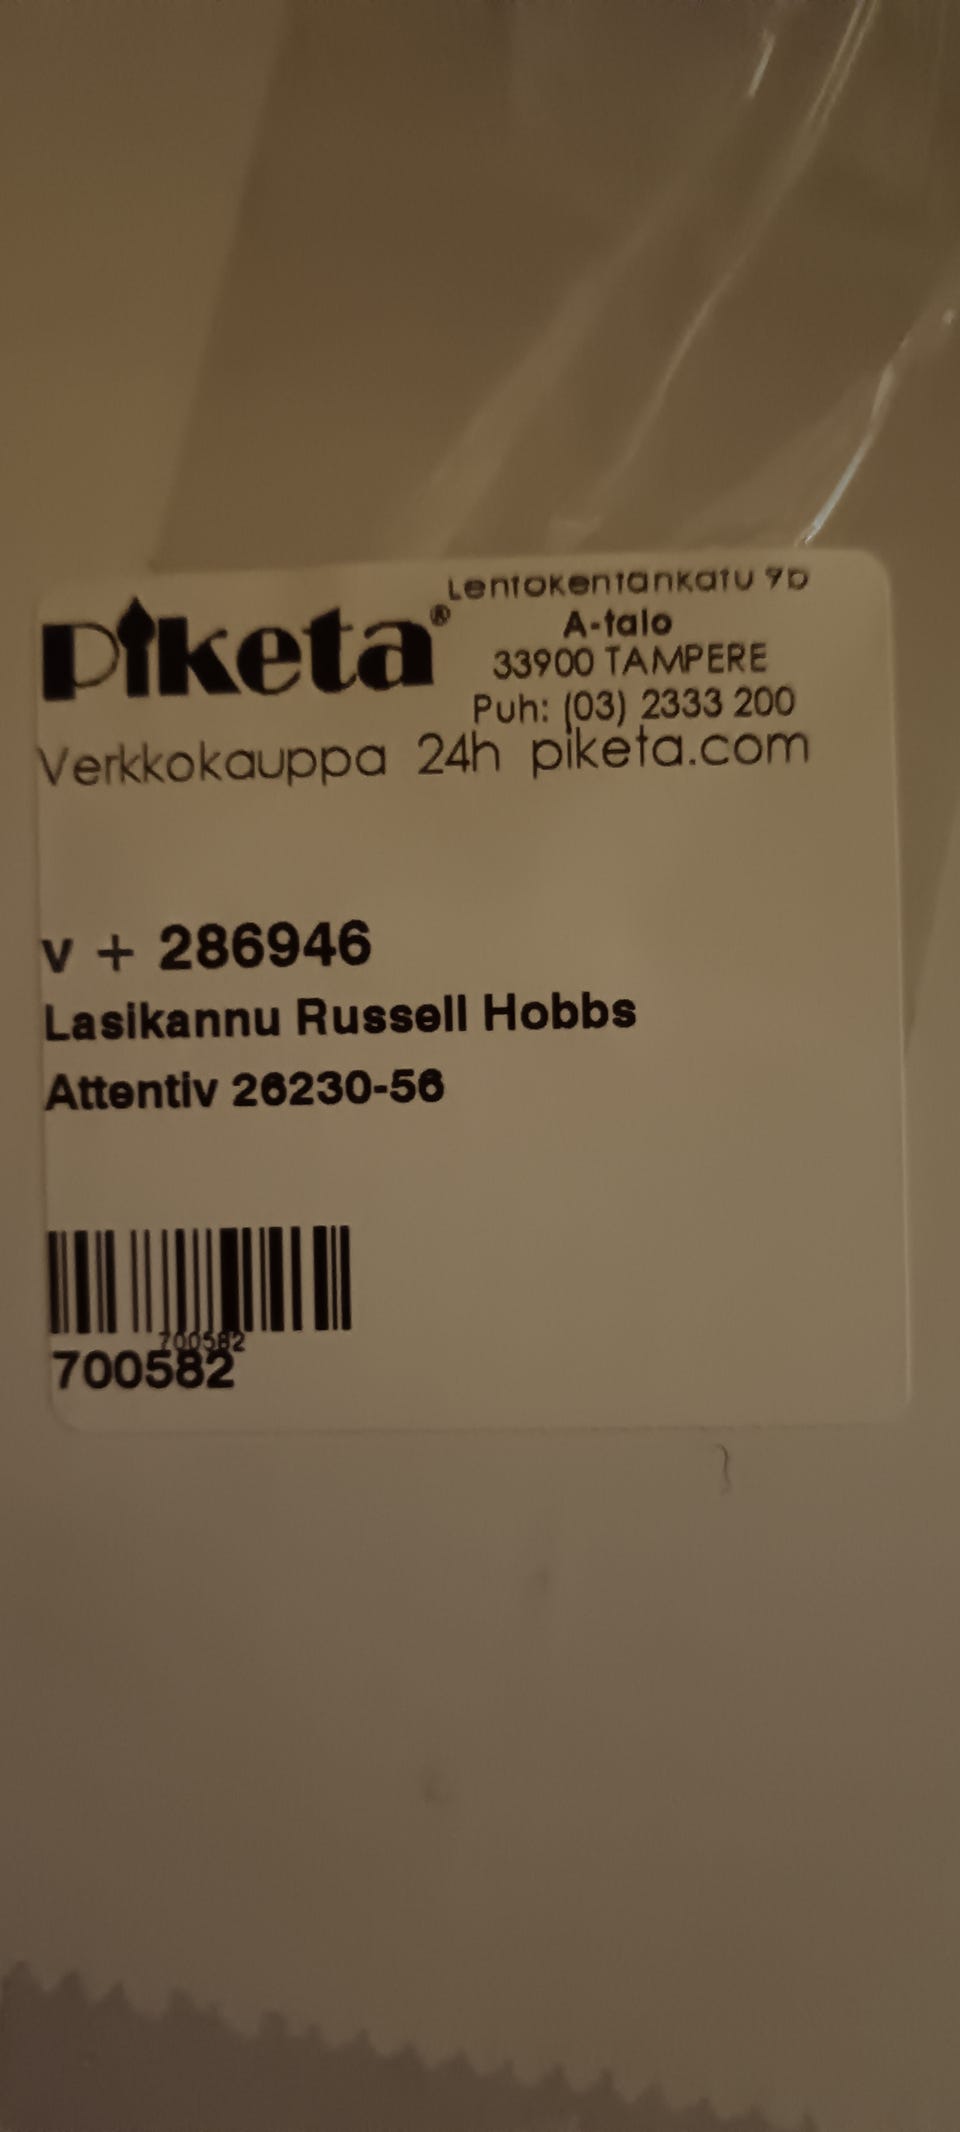 Piketa®
Lentokentänkatu 9b
A-talo
33900 TAMPERE
Puh: (03) 2333 200
Verkkokauppa 24h piketa.com
v + 286946
Lasikannu Russell Hobbs
Attentiv 26230-56
700582
700582